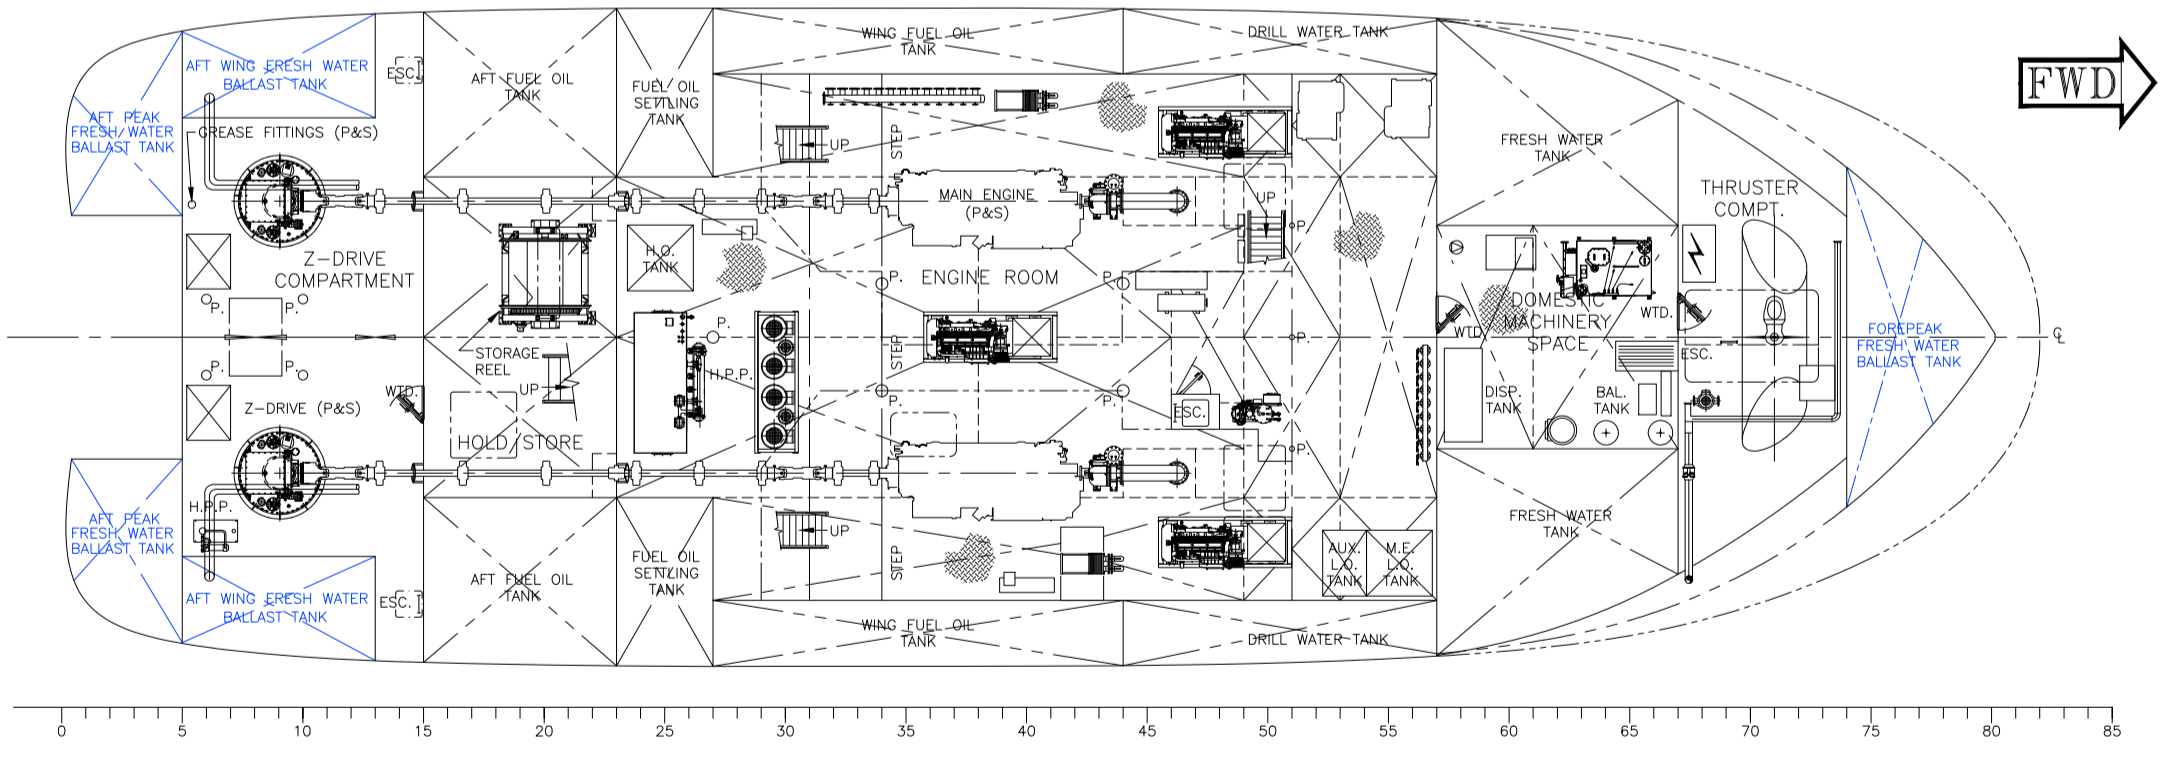 WING FUEL OIL
TANK
DRILL WATER TANK
FWD
AFT WING FRESH WATER
BALLAST TANK
ESC.
AFT FUEL OIL
TANK
FUEL OIL
SETTLING
TANK
AFT PEAK
FRESH WATER
BALLAST TANK
GREASE FITTINGS (P&S)
UP
STEP
FRESH WATER
TANK
MAIN ENGINE
(P&S)
UP
THRUSTER
COMPT.
P.
Z-DRIVE
COMPARTMENT
H.O.
TANK
P.
ENGINE ROOM
P.
P.
P.
DOMESTIC
MACHINERY
SPACE
WTD.
WTD.
P.
P.
FOREPEAK
FRESH WATER
BALLAST TANK
℄
STORAGE
REEL
STEP
ESC.
P.
P.
UP
H.P.P.
WTD.
P.
P.
DISP.
TANK
BAL.
TANK
Z-DRIVE (P&S)
ESC.
HOLD/STORE
P.
H.P.P.
AFT PEAK
FRESH WATER
BALLAST TANK
UP
FRESH WATER
TANK
STEP
AUX.
L.O.
TANK
M.E.
L.O.
TANK
FUEL OIL
SETTLING
TANK
AFT FUEL OIL
TANK
AFT WING FRESH WATER
BALLAST TANK
ESC.
WING FUEL OIL
TANK
DRILL WATER TANK
0 5 10 15 20 25 30 35 40 45 50 55 60 65 70 75 80 85